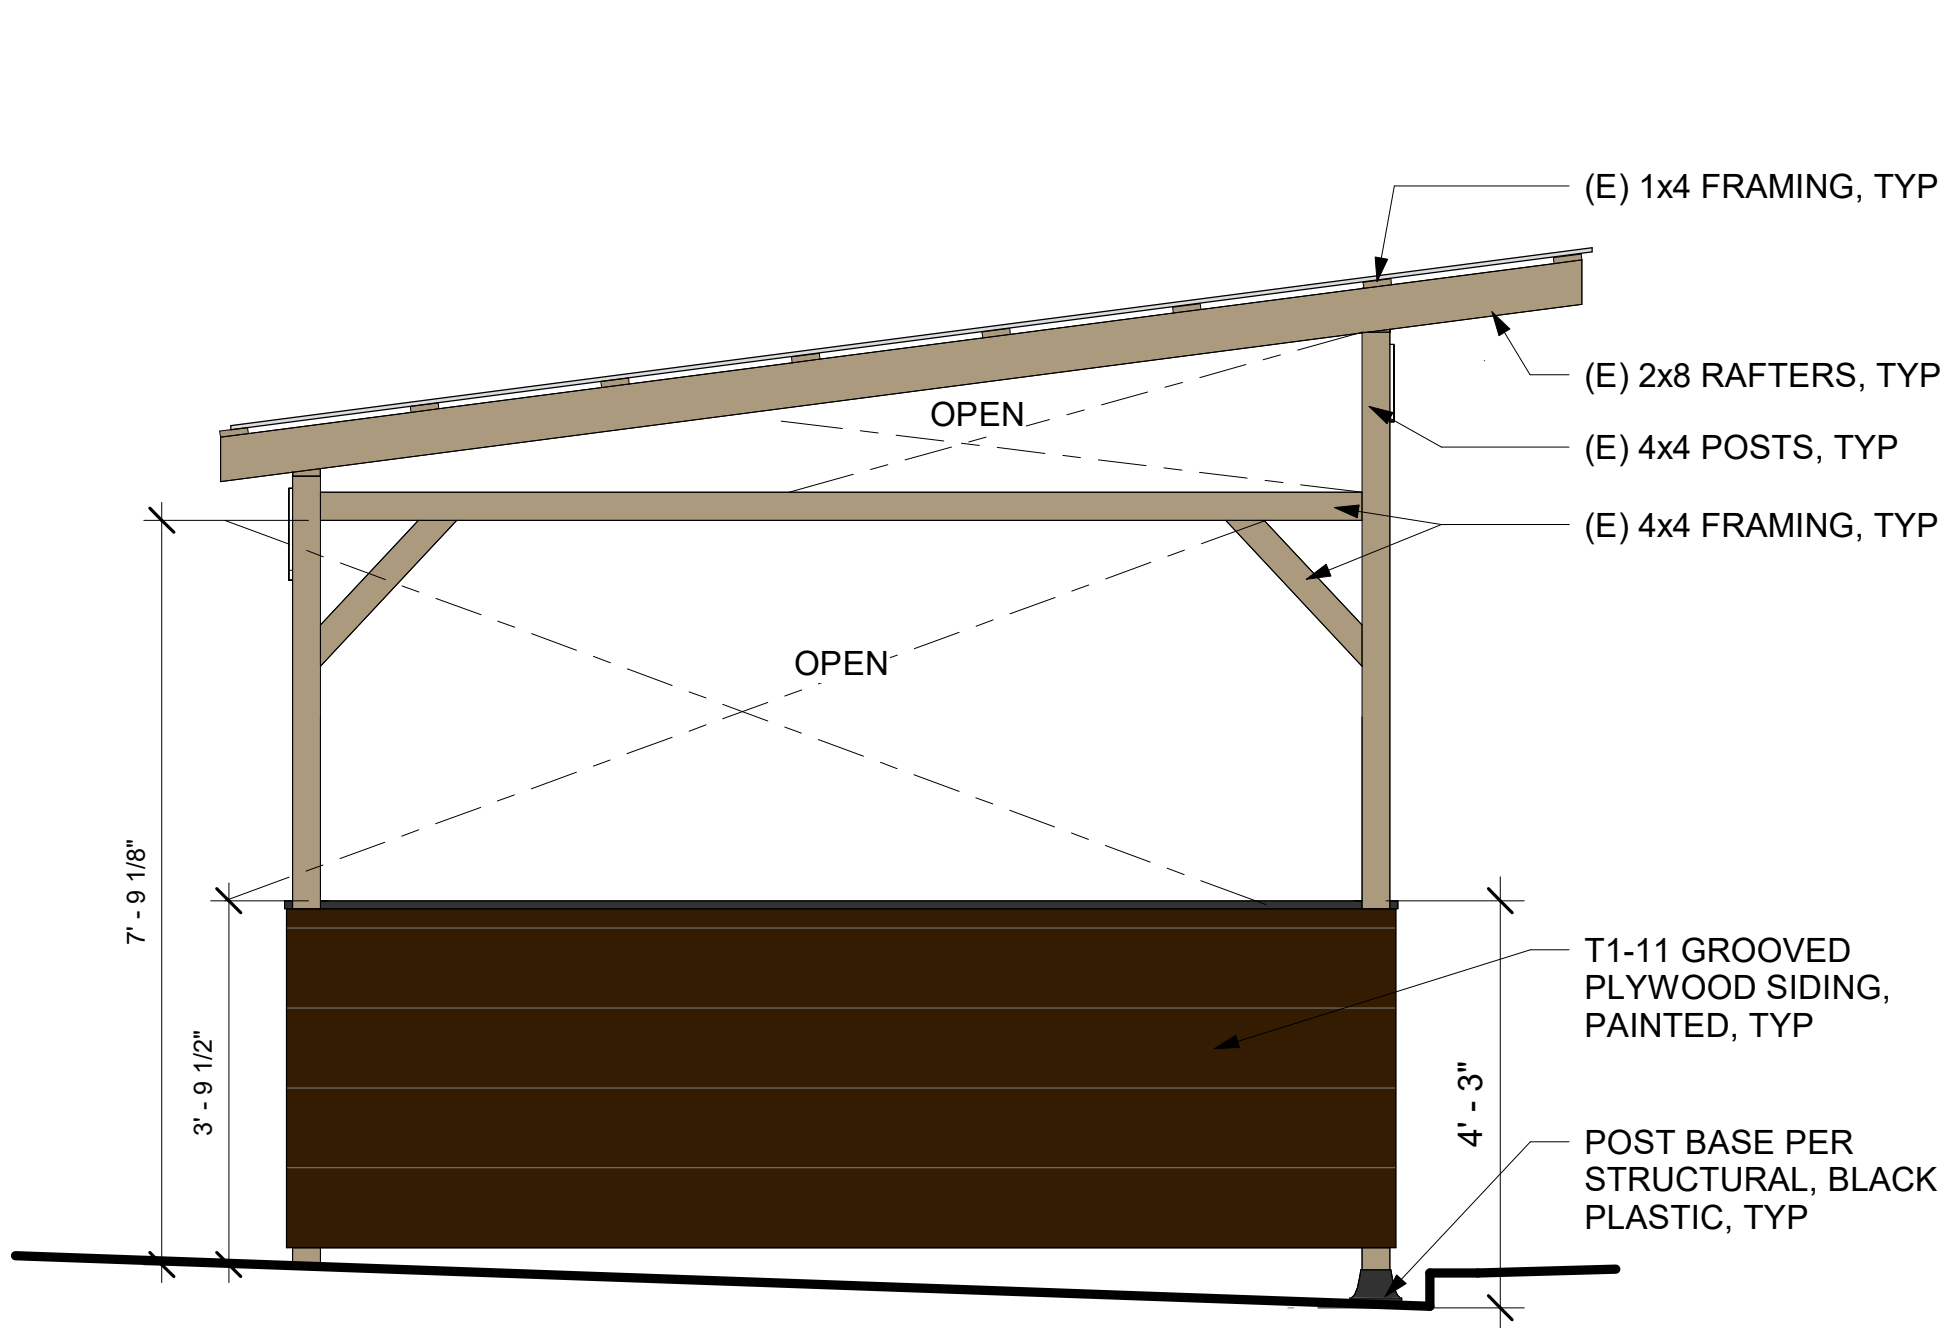 (E) 1x4 FRAMING, TYP
(E) 2x8 RAFTERS, TYP
OPEN
(E) 4x4 POSTS, TYP
(E) 4x4 FRAMING, TYP
OPEN
7' - 9 1/8"
3' - 9 1/2"
T1-11 GROOVED
PLYWOOD SIDING,
PAINTED, TYP
4' - 3"
POST BASE PER
STRUCTURAL, BLACK
PLASTIC, TYP